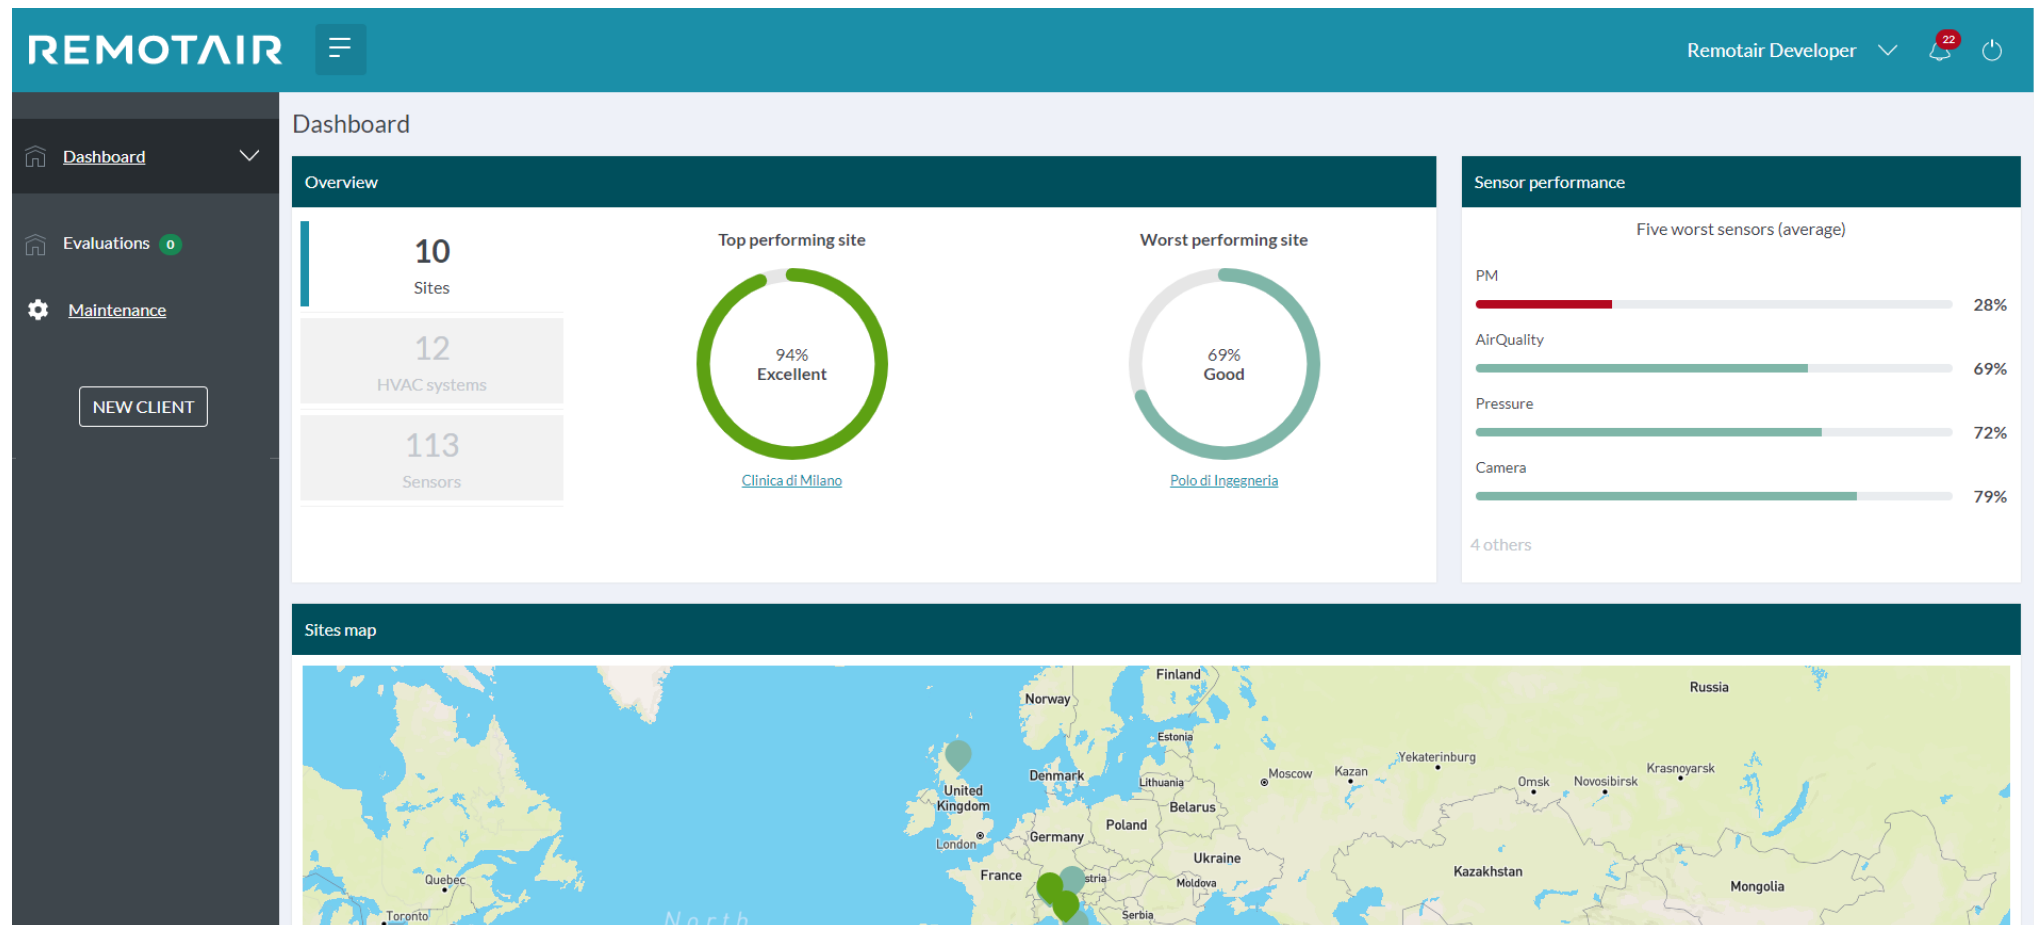 REMOTAIR
Remotair Developer
22
Dashboard
Evaluations 0
Maintenance
NEW CLIENT
Dashboard
Overview
10
Sites
12
HVAC systems
113
Sensors
Top performing site
94%
Excellent
Clinica di Milano
Worst performing site
69%
Good
Polo di Ingegneria
Sensor performance
Five worst sensors (average)
PM
28%
AirQuality
69%
Pressure
72%
Camera
79%
4 others
Sites map
Finland
Norway
Russia
Estonia
Yekaterinburg
Denmark
Lithuania
Moscow
Kazan
Omsk
Novosibirsk
Krasnoyarsk
United
Kingdom
Belarus
Poland
Germany
London
Ukraine
France
stria
Moldova
Kazakhstan
Mongolia
Quebec
Toronto
North
Serbia